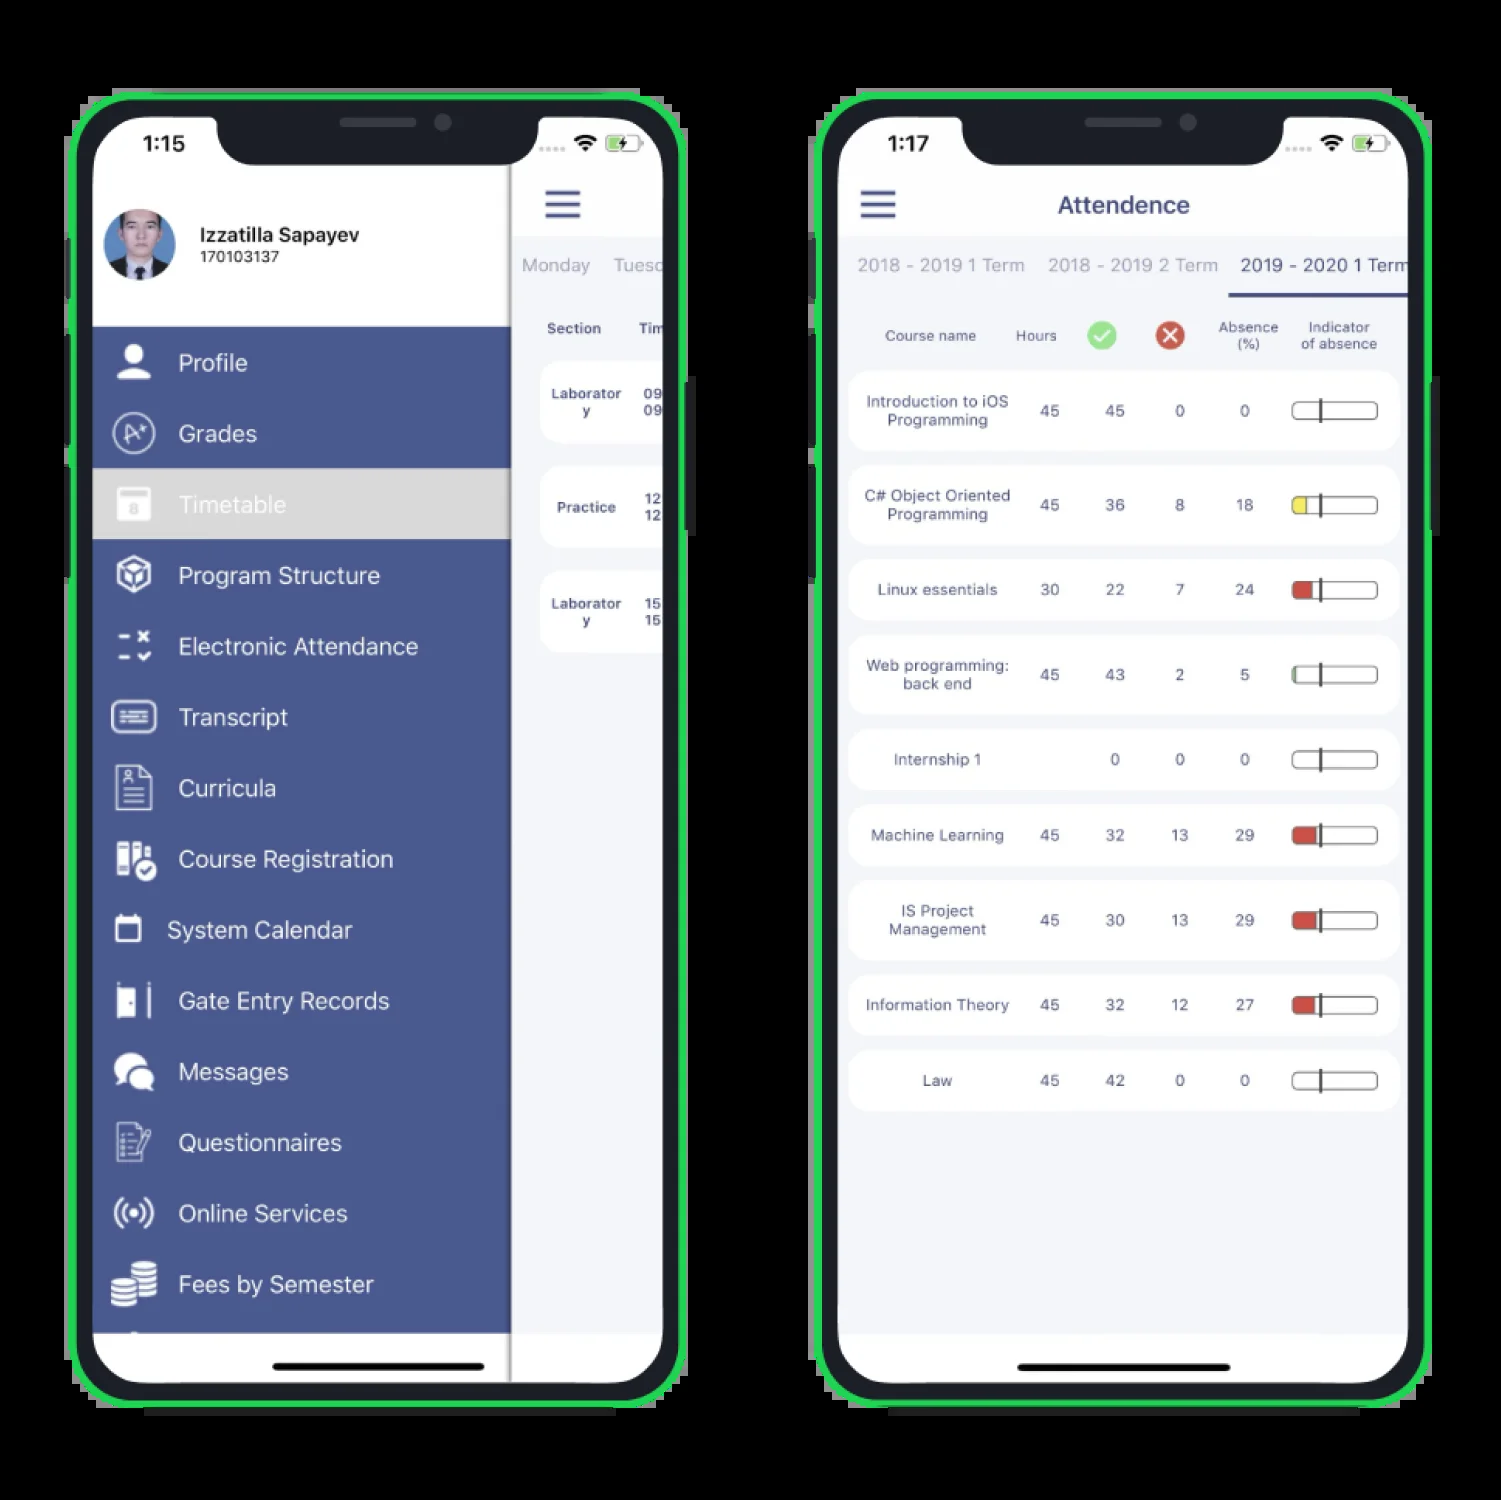 1:15
Izzatilla Sapayev
170103137
Profile
Grades
8
Timetable
Program Structure
Electronic Attendance
Transcript
Curricula
Course Registration
System Calendar
Gate Entry Records
Messages
Questionnaires
Online Services
Fees by Semester
Monday Tuesd
Section Tim
Laborator
y
09
09
Practice
12
12
Laborator
y
15
15
1:17
Attendence
2018 - 2019 1 Term 2018 - 2019 2 Term 2019 - 2020 1 Term
Course name Hours Absence
(%) Indicator
of absence
Introduction to iOS
Programming 45 45 0 0
C# Object Oriented
Programming 45 36 8 18
Linux essentials 30 22 7 24
Web programming:
back end 45 43 2 5
Internship 1 0 0 0
Machine Learning 45 32 13 29
IS Project
Management 45 30 13 29
Information Theory 45 32 12 27
Law 45 42 0 0